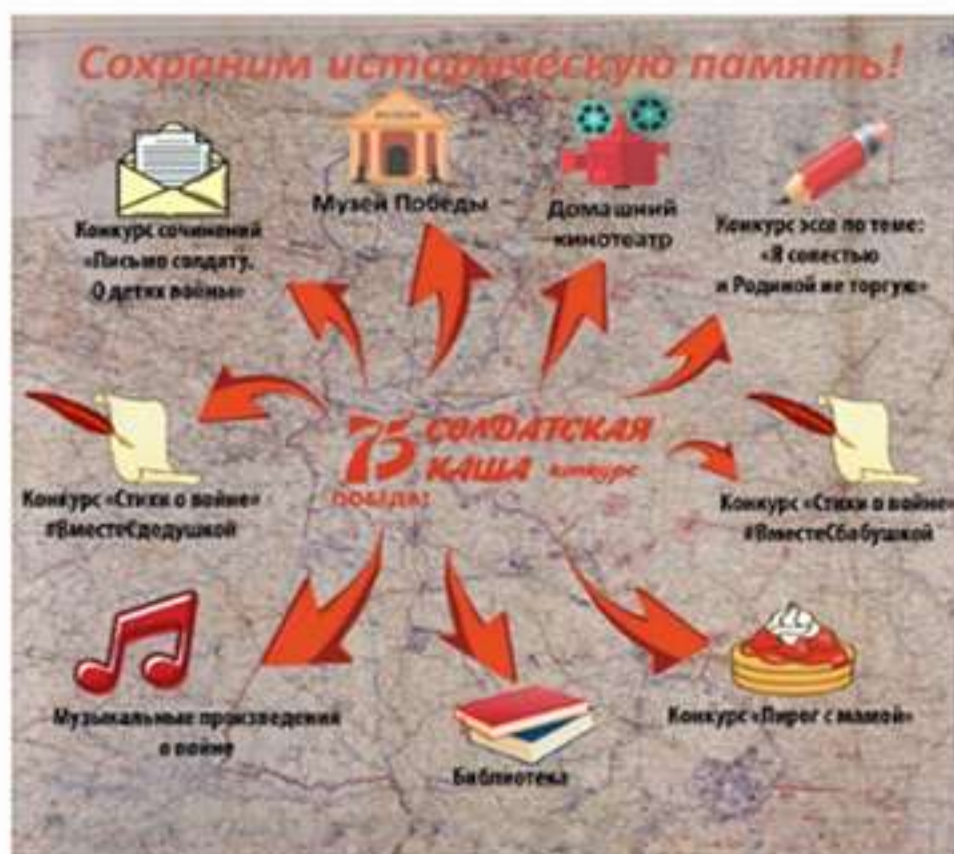 Сохраним историческую память!
Конкурс сочинений
«Письмо солдату.
О детях войны»
Музей Победы
Домашний
кинотеатр
Конкурс эссе по теме:
«Я совестью
и Родиной не торгую»
75 СОЛДАТСКАЯ
КАША конкурс
ПОБЕДА!
Конкурс «Стихи о войне»
#ВместеСдедушкой
Конкурс «Стихи о войне»
#ВместеСбабушкой
Музыкальные произведения
о войне
Библиотека
Конкурс «Пирог с мамой»